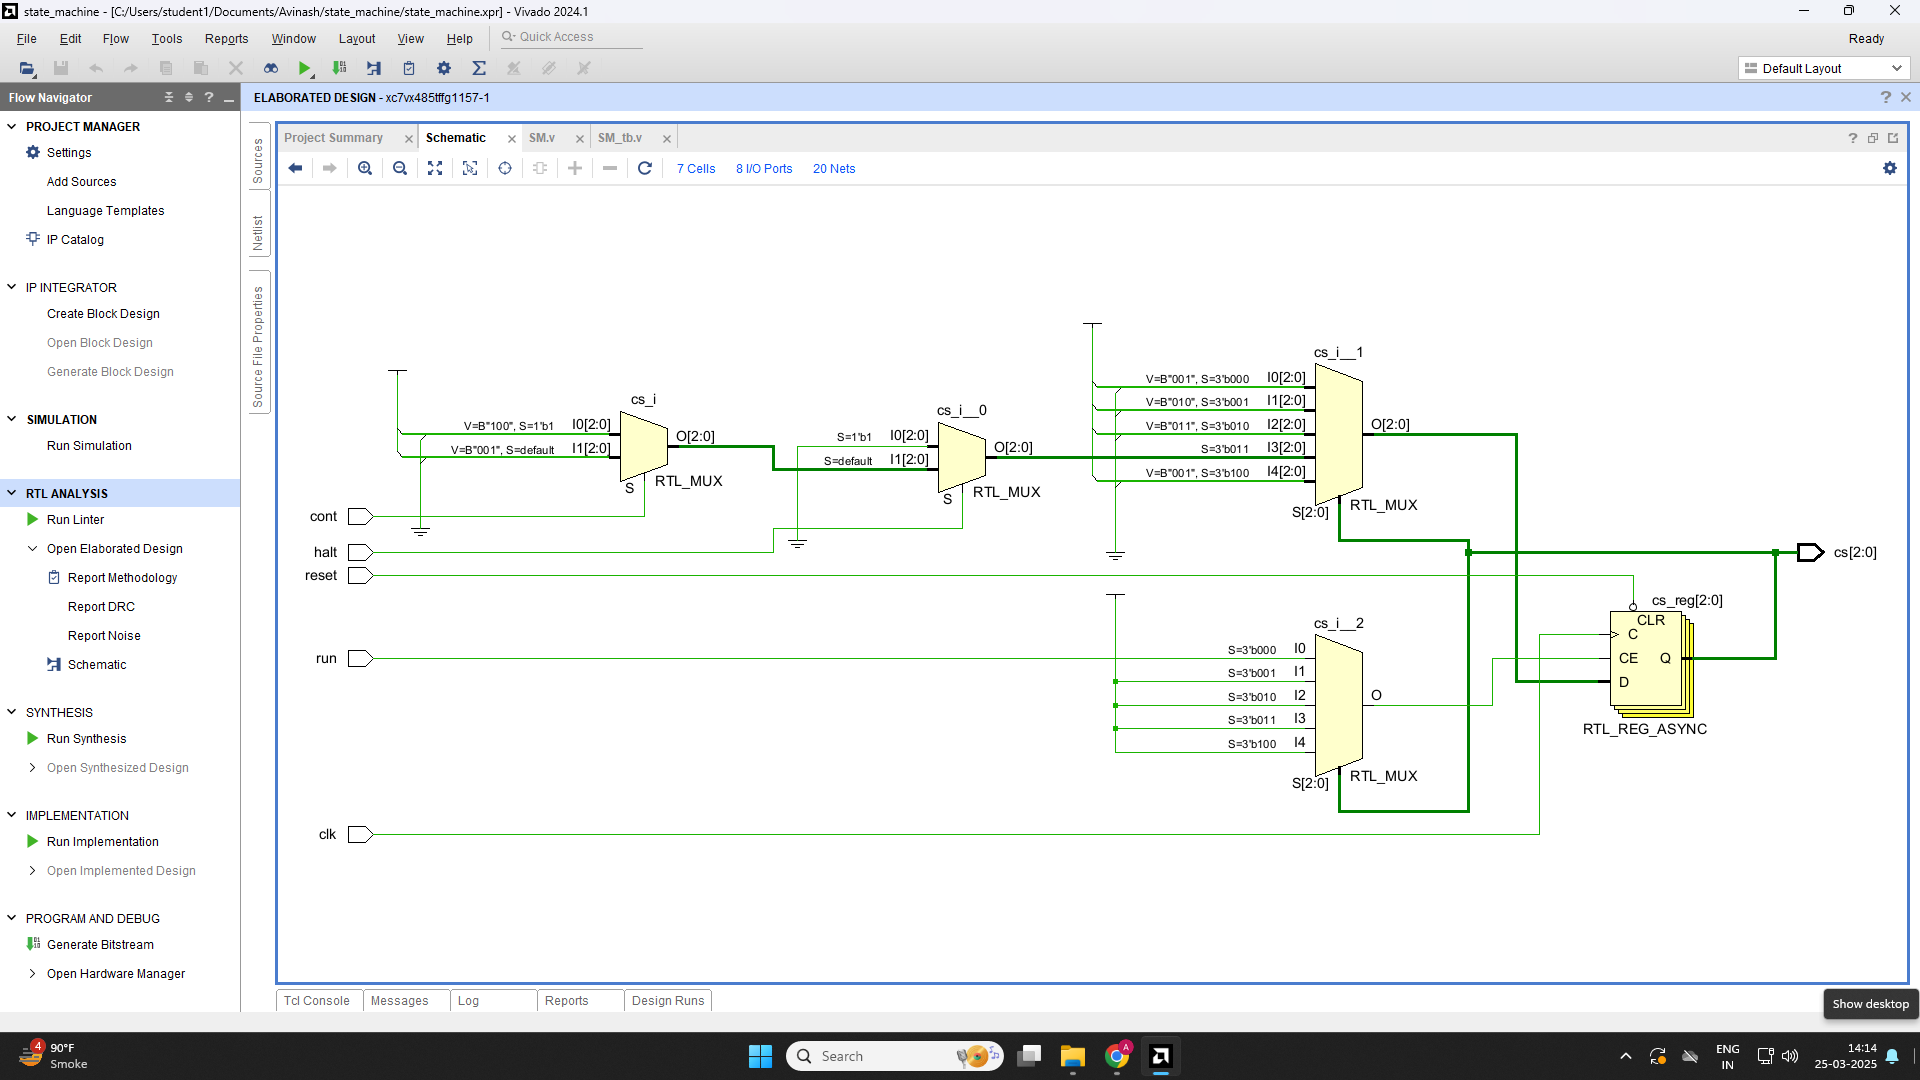 state_machine - [C:/Users/student1/Documents/Avinash/state_machine/state_machine.xpr] - Vivado 2024.1
File Edit Flow Tools Reports Window Layout View Help Quick Access Ready
Default Layout
Flow Navigator ?
ELABORATED DESIGN - xc7vx485tffg1157-1
PROJECT MANAGER
Settings
Add Sources
Language Templates
IP Catalog
IP INTEGRATOR
Create Block Design
Open Block Design
Generate Block Design
SIMULATION
Run Simulation
RTL ANALYSIS
Run Linter
Open Elaborated Design
Report Methodology
Report DRC
Report Noise
Schematic
SYNTHESIS
Run Synthesis
Open Synthesized Design
IMPLEMENTATION
Run Implementation
Open Implemented Design
PROGRAM AND DEBUG
Generate Bitstream
Open Hardware Manager
Sources
Netlist
Source File Properties
Project Summary Schematic SM.v SM_tb.v
7 Cells 8 I/O Ports 20 Nets
cs_i
V=B"100", S=1'b1 I0[2:0]
V=B"001", S=default I1[2:0]
O[2:0]
S
RTL_MUX
cs_i__0
S=1'b1 I0[2:0]
S=default I1[2:0]
O[2:0]
S
RTL_MUX
cs_i__1
V=B"001", S=3'b000 I0[2:0]
V=B"010", S=3'b001 I1[2:0]
V=B"011", S=3'b010 I2[2:0]
S=3'b011 I3[2:0]
V=B"001", S=3'b100 I4[2:0]
O[2:0]
S[2:0]
RTL_MUX
cont
halt
reset
run
clk
cs[2:0]
cs_i__2
S=3'b000 I0
S=3'b001 I1
S=3'b010 I2
S=3'b011 I3
S=3'b100 I4
O
S[2:0]
RTL_MUX
cs_reg[2:0]
CLR
C
CE Q
D
RTL_REG_ASYNC
Tcl Console Messages Log Reports Design Runs
Show desktop
4
90°F
Smoke
Search
A
ENG
IN
14:14
25-03-2025